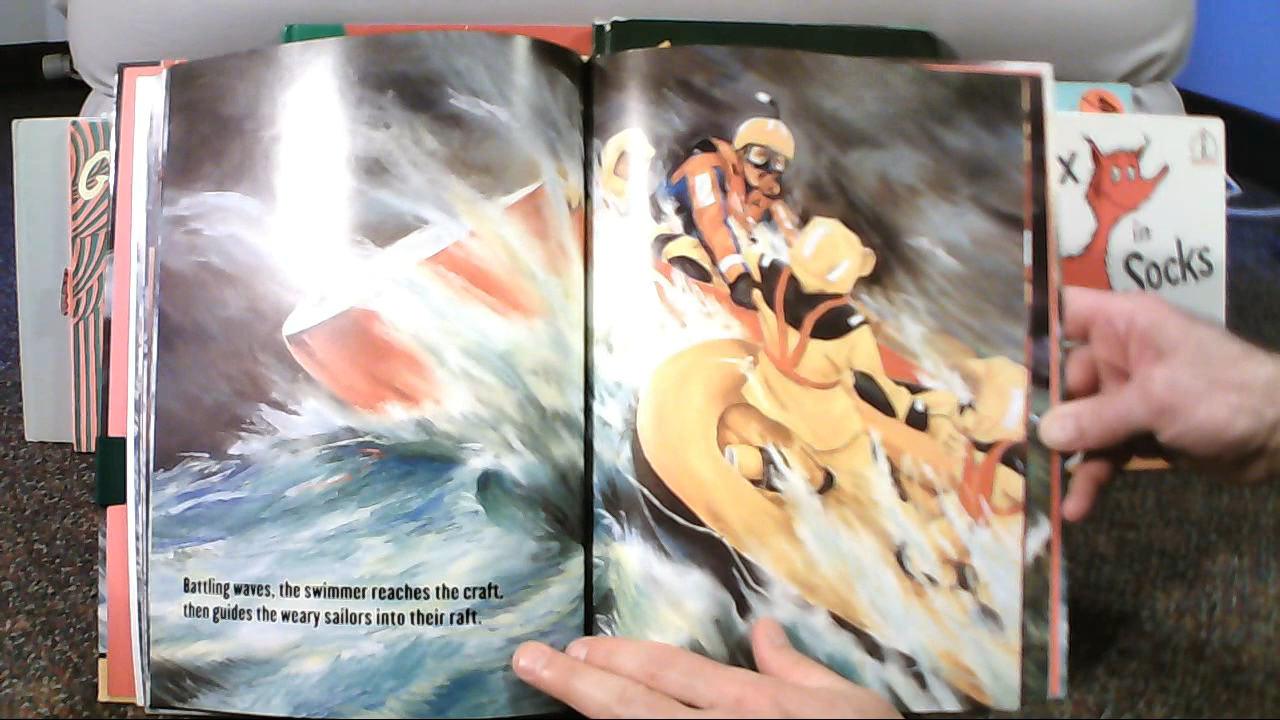 Battling waves, the swimmer reaches the craft,
then guides the weary sailors into their raft.
G
X
in
Socks